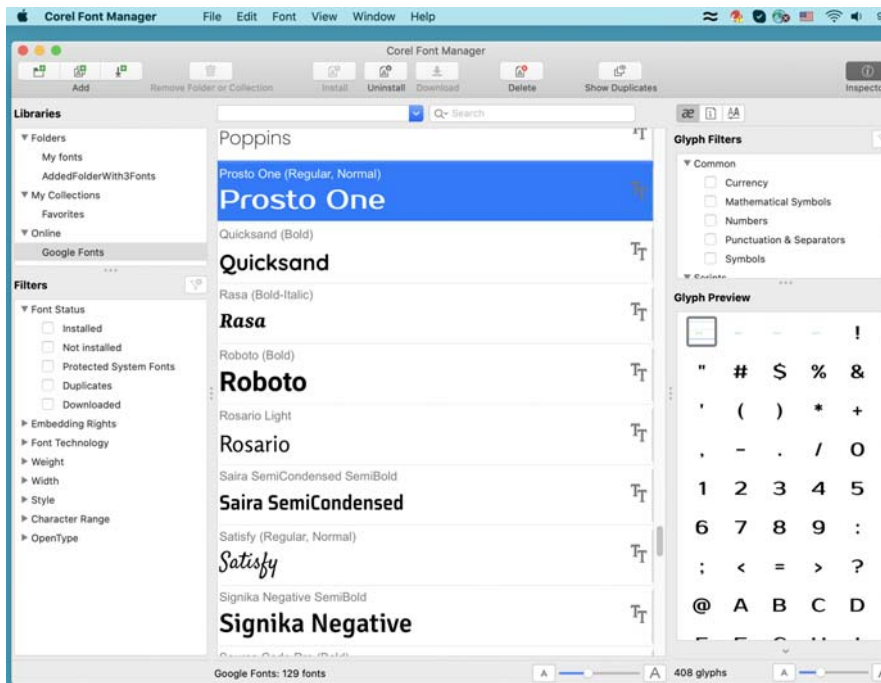 Corel Font Manager File Edit Font View Window Help
Corel Font Manager
Add Remove Folder or Collection Install Uninstall Download Delete Show Duplicates
Libraries
Search
Folders
My fonts
AddedFolderWith3Fonts
My Collections
Favorites
Online
Google Fonts
Filters
Font Status
Installed
Not installed
Protected System Fonts
Duplicates
Downloaded
Embedding Rights
Font Technology
Weight
Width
Style
Character Range
OpenType
Poppins
Prosto One (Regular, Normal)
Prosto One
Quicksand (Bold)
Quicksand
Rasa (Bold-Italic)
Rasa
Roboto (Bold)
Roboto
Rosario Light
Rosario
Saira SemiCondensed SemiBold
Saira SemiCondensed
Satisfy (Regular, Normal)
Satisfy
Signika Negative SemiBold
Signika Negative
Google Fonts: 129 fonts
A A
Glyph Filters
Common
Currency
Mathematical Symbols
Numbers
Punctuation & Separators
Symbols
Scripts
Glyph Preview
!
" # $ % &
' ( ) * +
, - . / 0
1 2 3 4 5
6 7 8 9 :
; < = > ?
@ A B C D
408 glyphs A